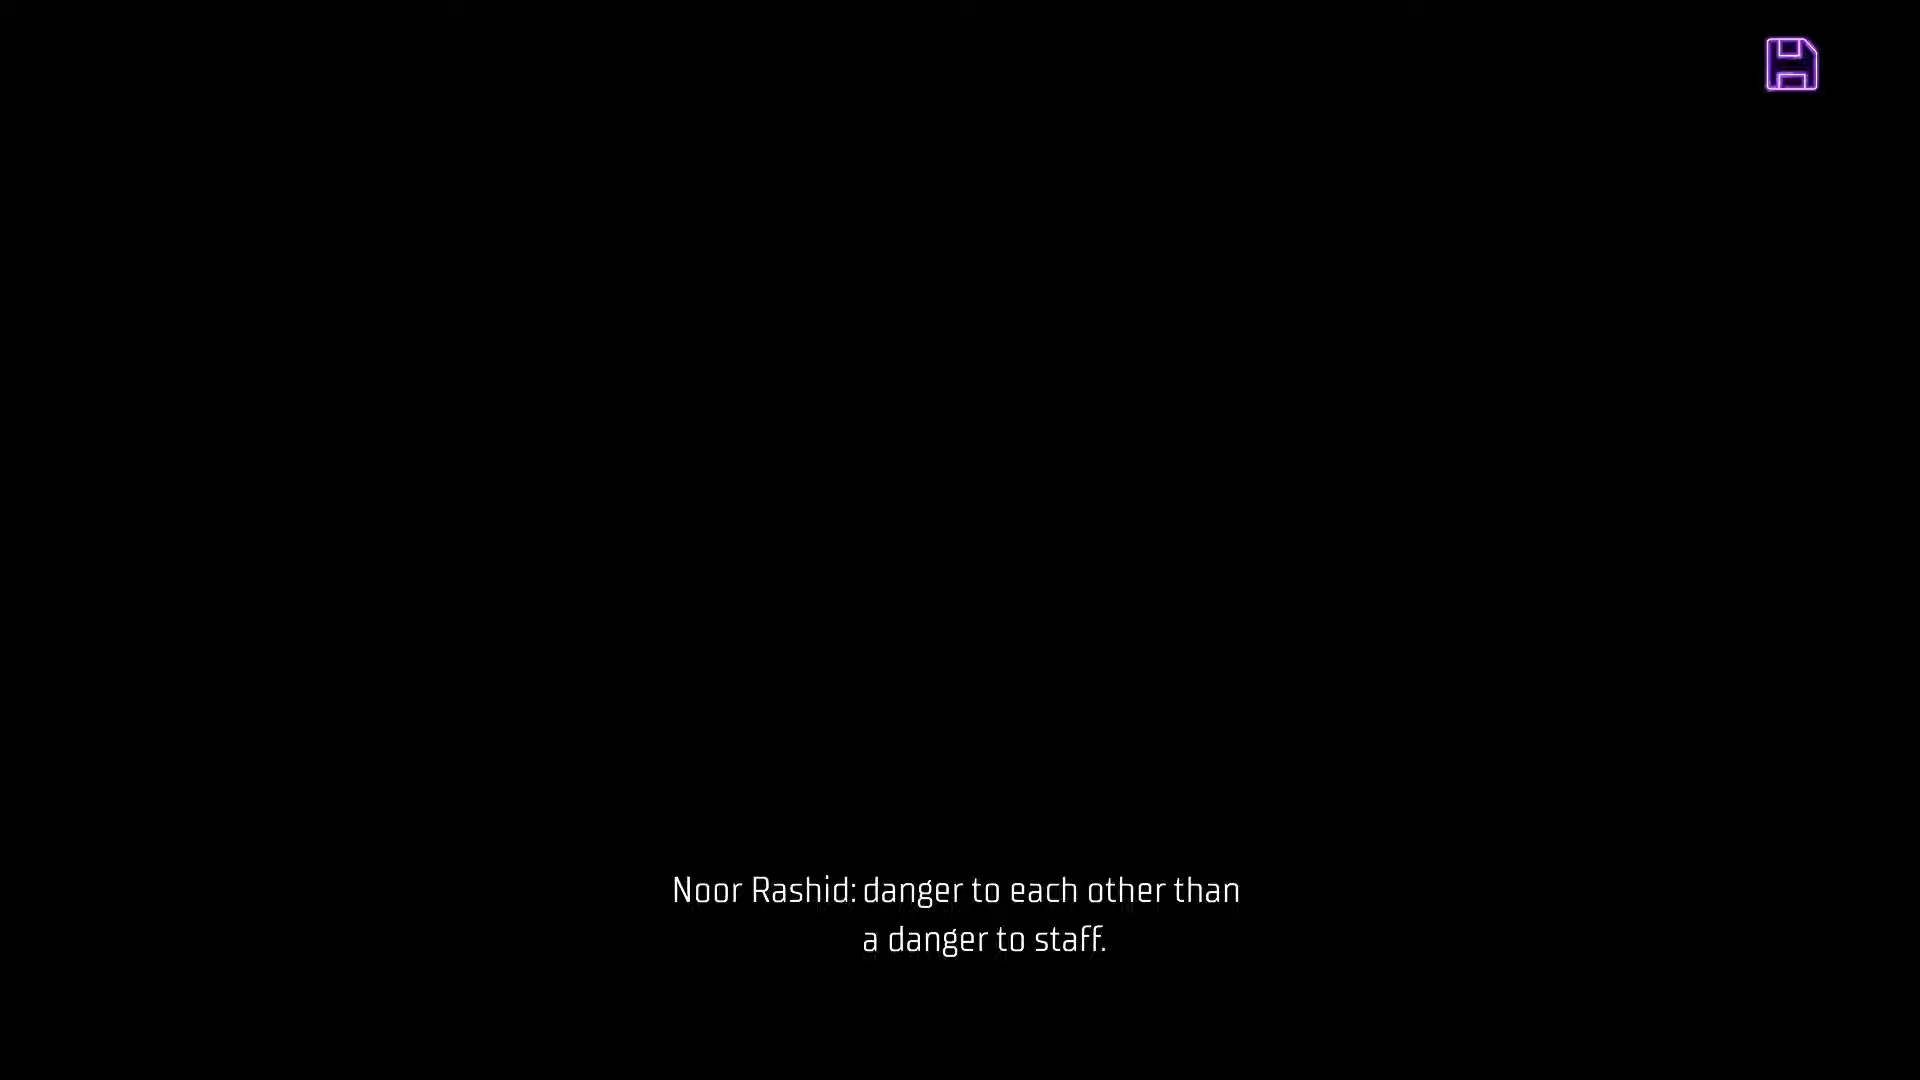 Noor Rashid: danger to each other than
a danger to staff.